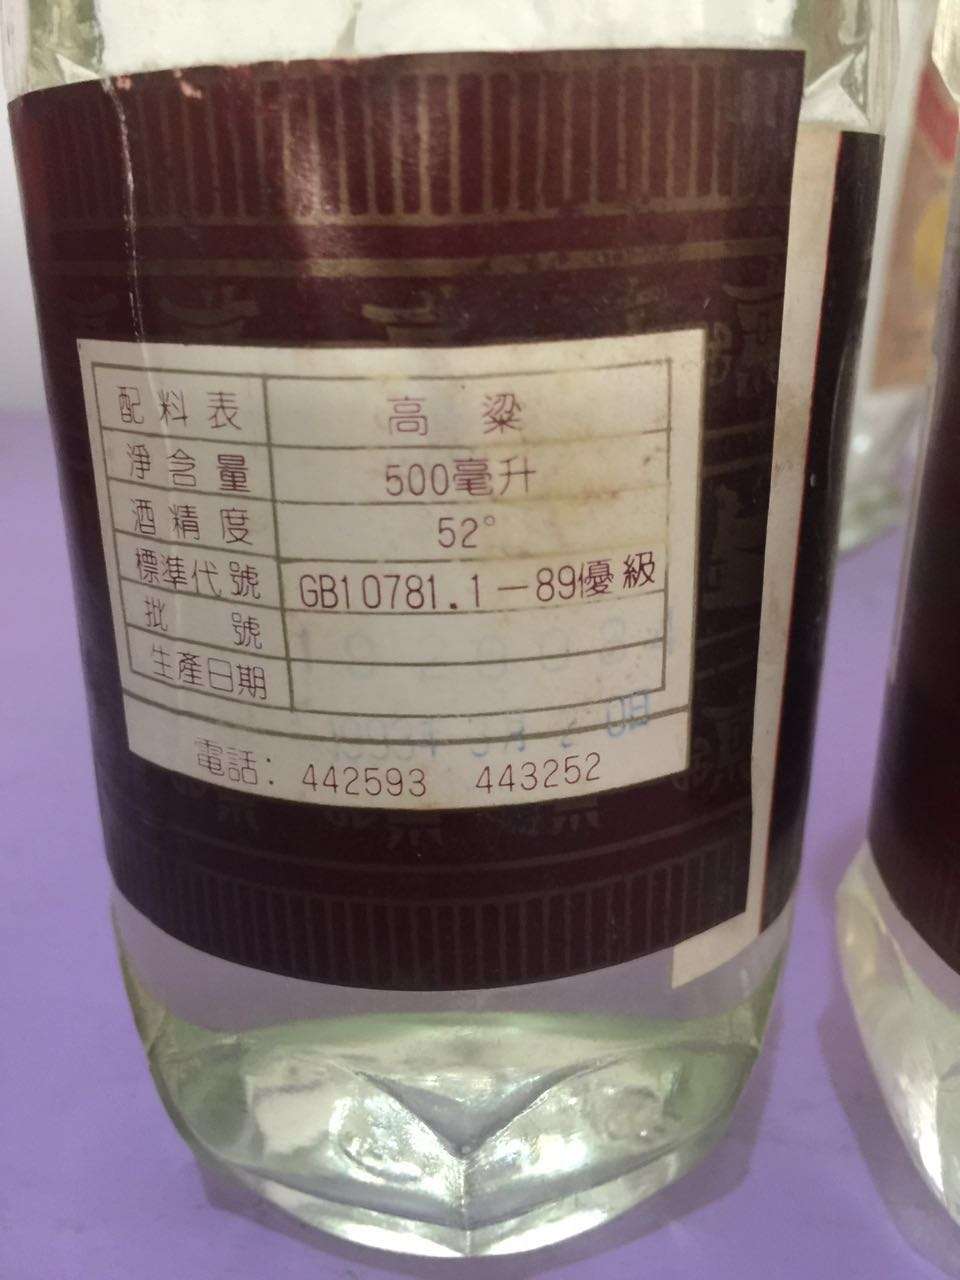 配料表 高粱
淨含量 500毫升
酒精度 52°
標準代號 GB10781.1-89優級
批號
生產日期
電話: 442593 443252